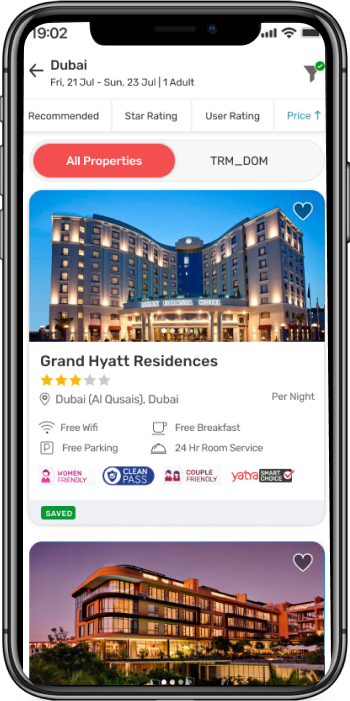 19:02
Dubai
Fri, 21 Jul - Sun, 23 Jul | 1 Adult
Recommended
Star Rating
User Rating
Price ↑
All Properties
TRM_DOM
Grand Hyatt Residences
Dubai (Al Qusais), Dubai
Per Night
Free Wifi
Free Breakfast
Free Parking
24 Hr Room Service
WOMEN FRIENDLY
CLEAN PASS
COUPLE FRIENDLY
yatra SMART CHOICE
SAVED